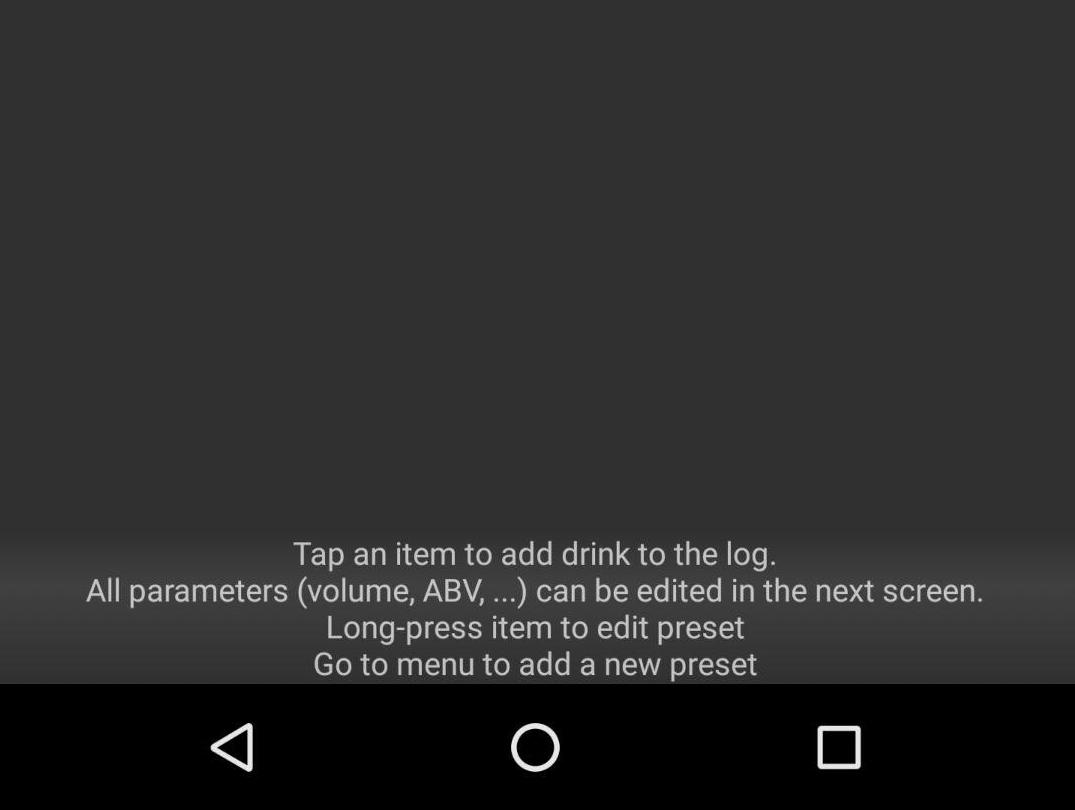 Tap an item to add drink to the log.
All parameters (volume, ABV, ...) can be edited in the next screen.
Long-press item to edit preset
Go to menu to add a new preset